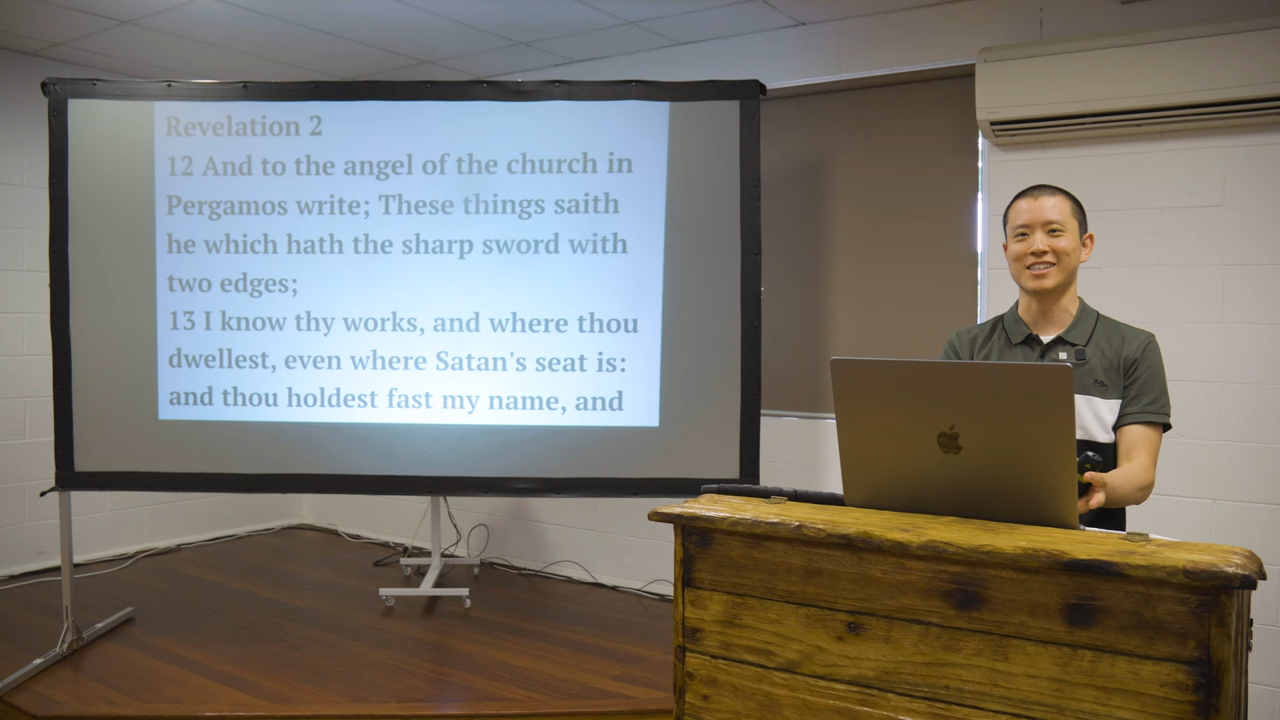 Revelation 2
12 And to the angel of the church in
Pergamos write; These things saith
he which hath the sharp sword with
two edges;
13 I know thy works, and where thou
dwellest, even where Satan's seat is:
and thou holdest fast my name, and